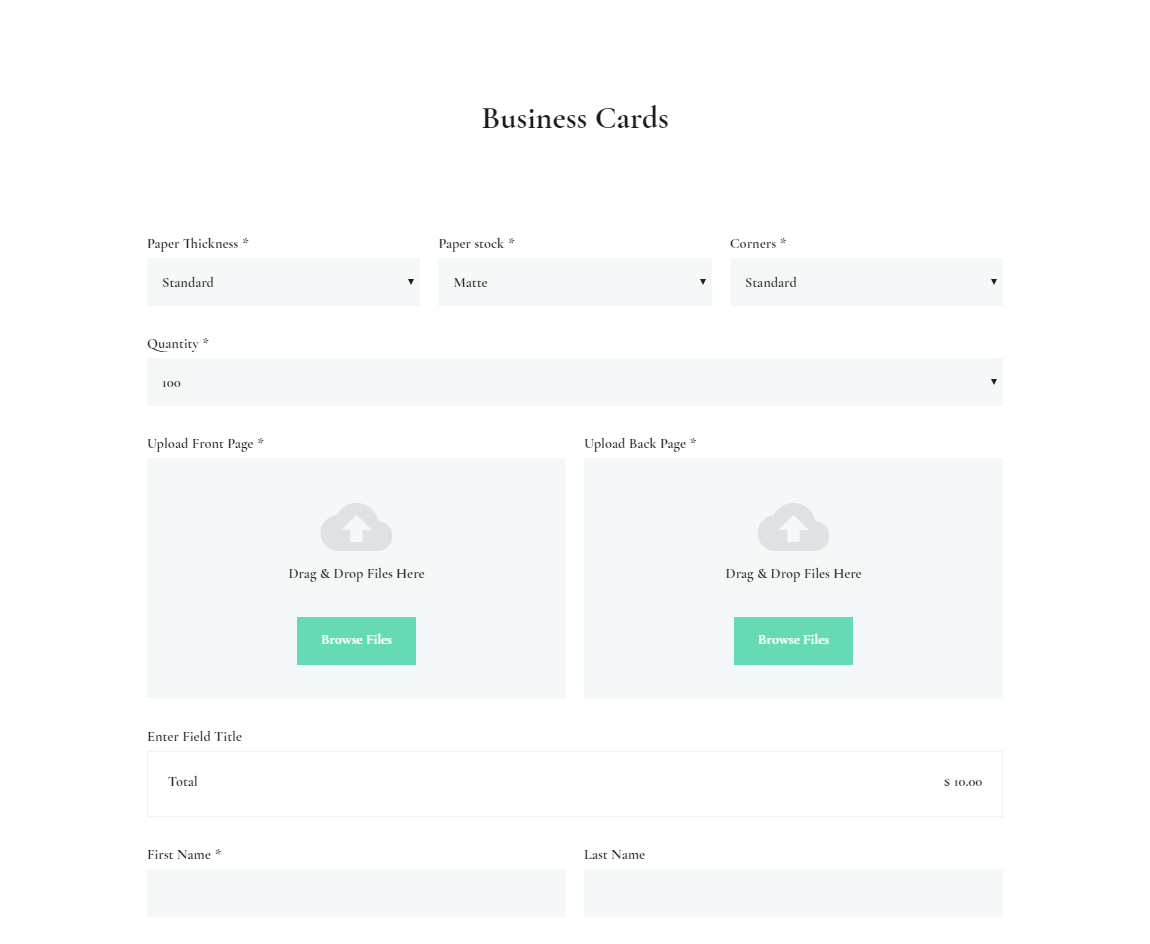 Business Cards
Paper Thickness * Paper stock * Corners *
Standard Matte Standard
Quantity *
100
Upload Front Page * Upload Back Page *
Drag & Drop Files Here Drag & Drop Files Here
Browse Files Browse Files
Enter Field Title
Total $ 10.00
First Name * Last Name